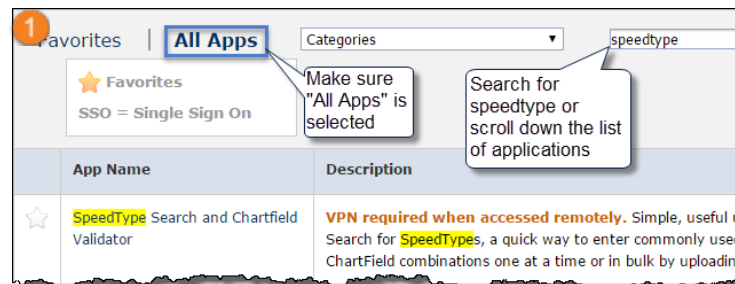 1
Favorites | All Apps
Categories
speedtype
Favorites
SSO = Single Sign On
Make sure
"All Apps" is
selected
Search for
speedtype or
scroll down the list
of applications
App Name
Description
SpeedType Search and Chartfield
Validator
VPN required when accessed remotely. Simple, useful
Search for SpeedTypes, a quick way to enter commonly
ChartField combinations one at a time or in bulk by